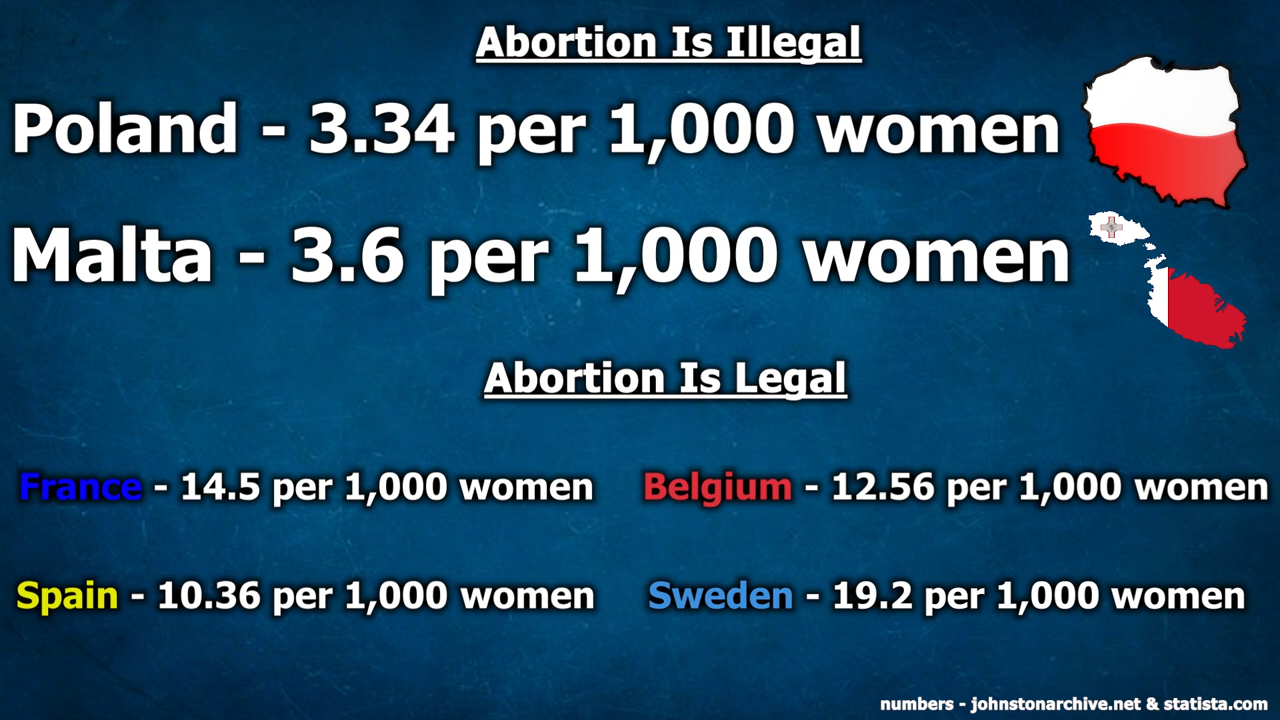 Abortion Is Illegal
Poland - 3.34 per 1,000 women
Malta - 3.6 per 1,000 women
Abortion Is Legal
France - 14.5 per 1,000 women
Belgium - 12.56 per 1,000 women
Spain - 10.36 per 1,000 women
Sweden - 19.2 per 1,000 women
numbers - johnstonarchive.net & statista.com